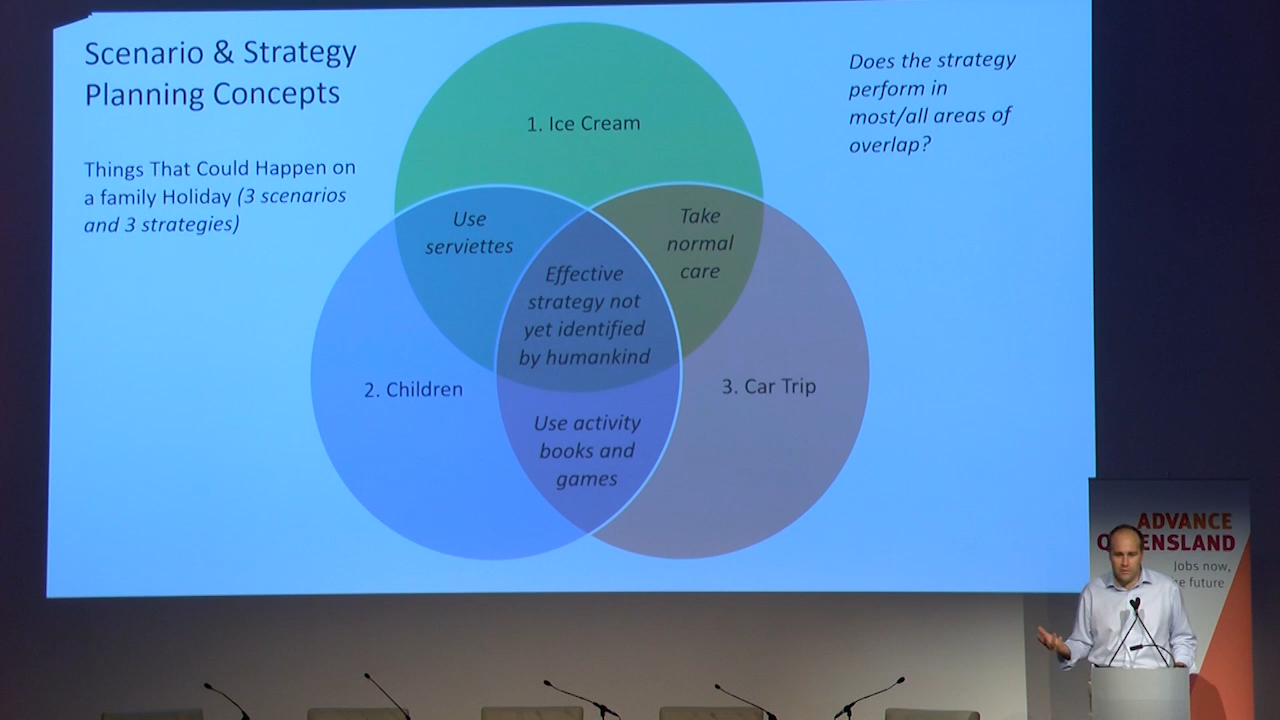 Scenario & Strategy
Planning Concepts
Things That Could Happen on
a family Holiday (3 scenarios
and 3 strategies)
Does the strategy
perform in
most/all areas of
overlap?
1. Ice Cream
Use
serviettes
Take
normal
care
Effective
strategy not
yet identified
by humankind
2. Children
3. Car Trip
Use activity
books and
games
ADVANCE
Jobs now,
future